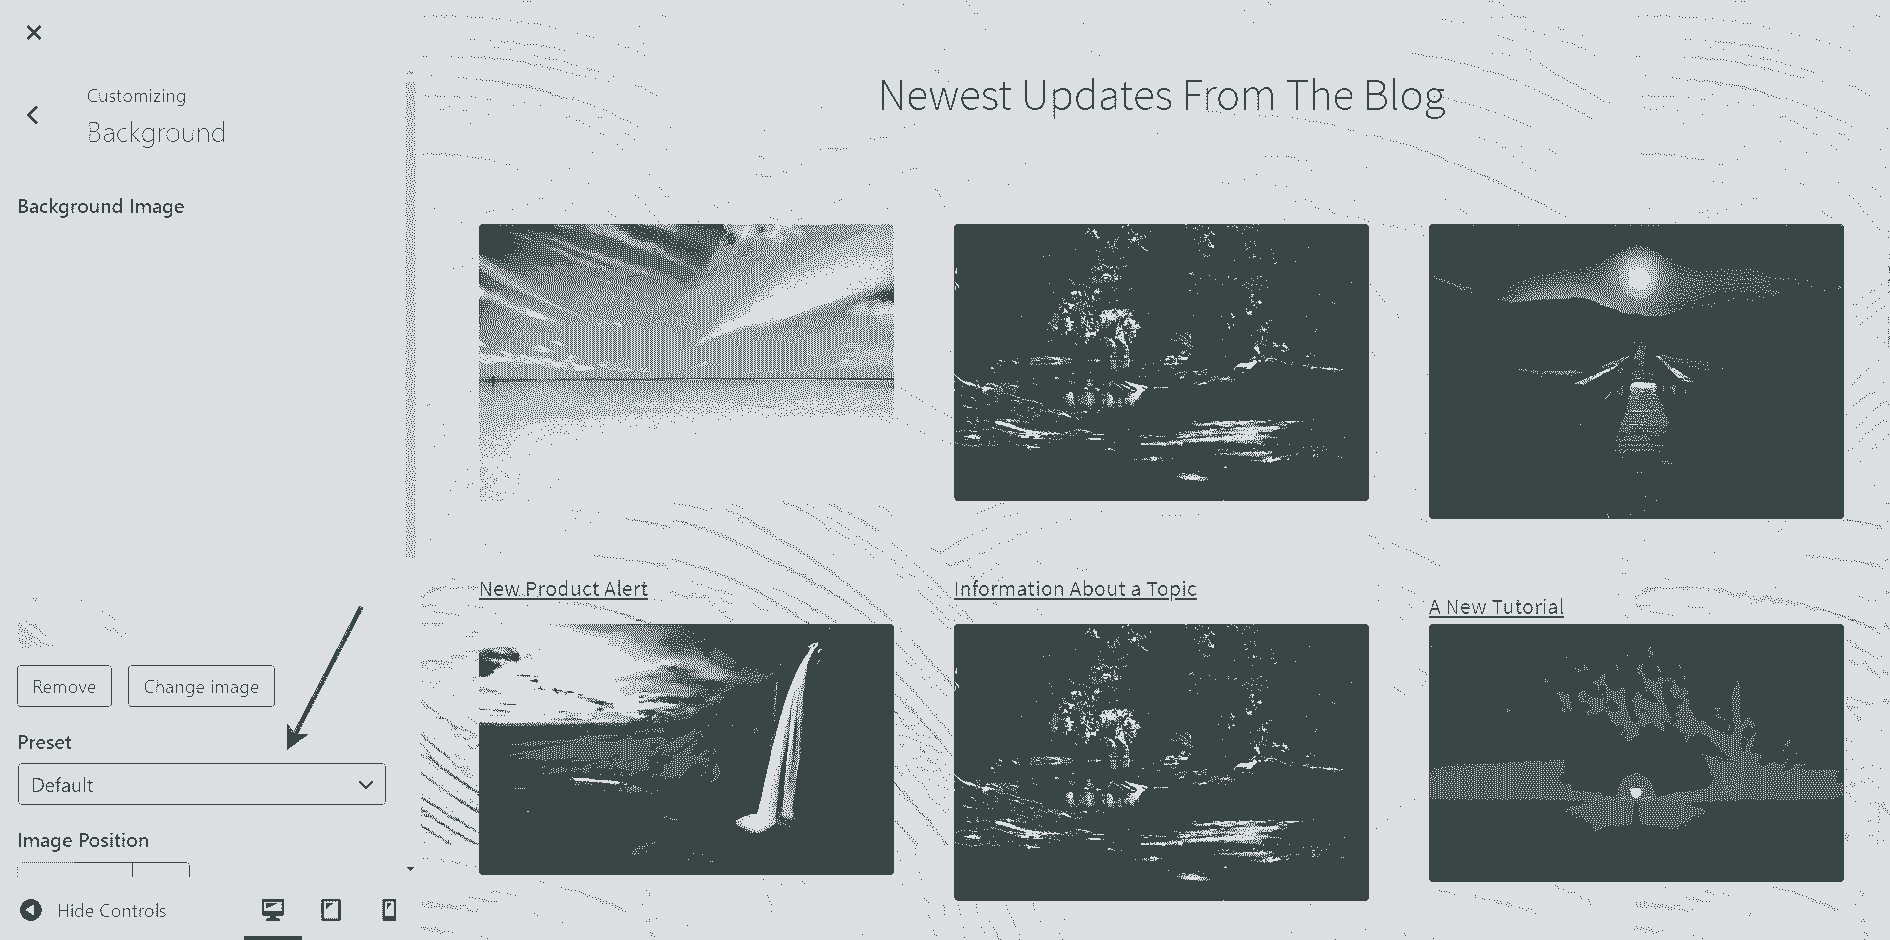 Customizing
Background
Background Image
Remove
Change image
Preset
Default
Image Position
Hide Controls
Newest Updates From The Blog
New Product Alert
Information About a Topic
A New Tutorial